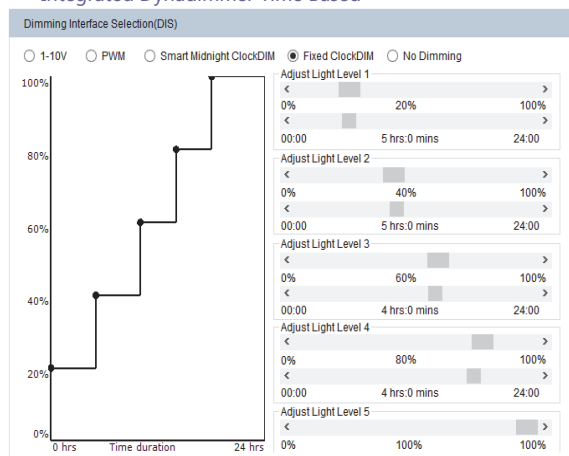 Integrated Dynadimmer Time Based
Dimming Interface Selection(DIS)
1-10V PWM Smart Midnight ClockDIM Fixed ClockDIM No Dimming
100%
80%
60%
40%
20%
0%
0 hrs Time duration 24 hrs
Adjust Light Level 1
0% 20% 100%
00:00 5 hrs:0 mins 24:00
Adjust Light Level 2
0% 40% 100%
00:00 5 hrs:0 mins 24:00
Adjust Light Level 3
0% 60% 100%
00:00 4 hrs:0 mins 24:00
Adjust Light Level 4
0% 80% 100%
00:00 4 hrs:0 mins 24:00
Adjust Light Level 5
0% 100% 100%